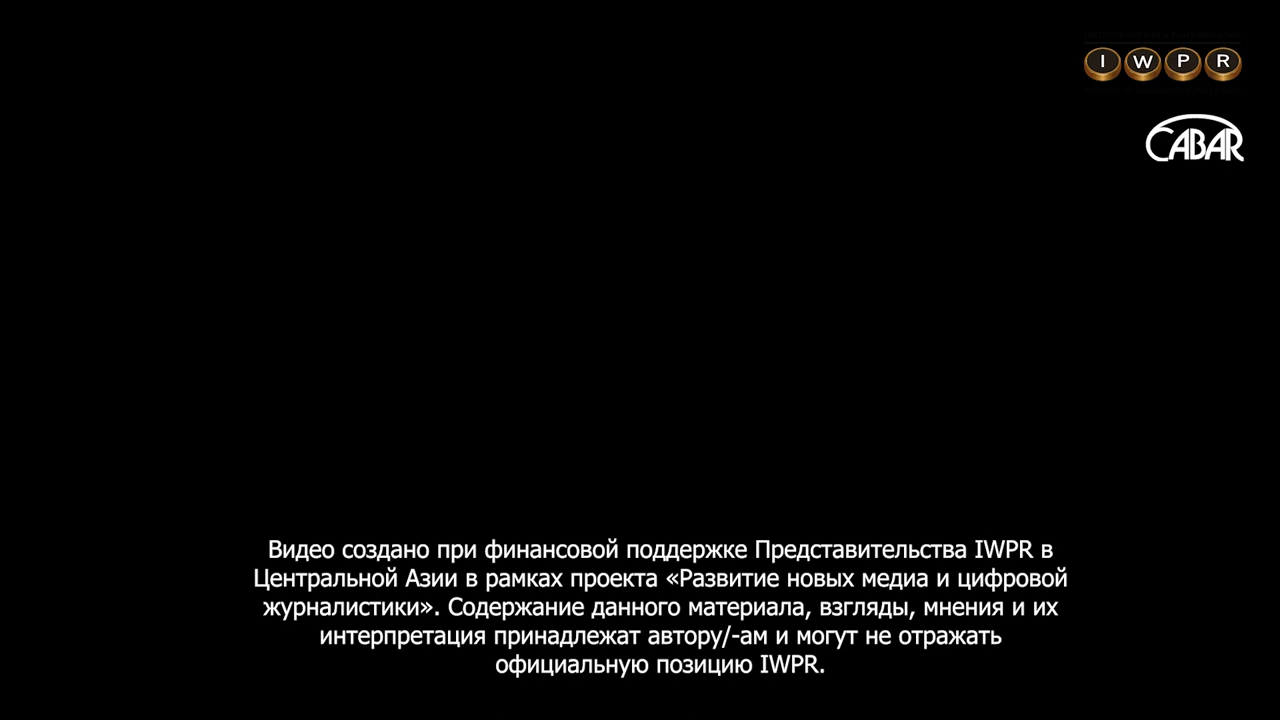 I W P R
CABAR
Видео создано при финансовой поддержке Представительства IWPR в
Центральной Азии в рамках проекта «Развитие новых медиа и цифровой
журналистики». Содержание данного материала, взгляды, мнения и их
интерпретация принадлежат автору/-ам и могут не отражать
официальную позицию IWPR.